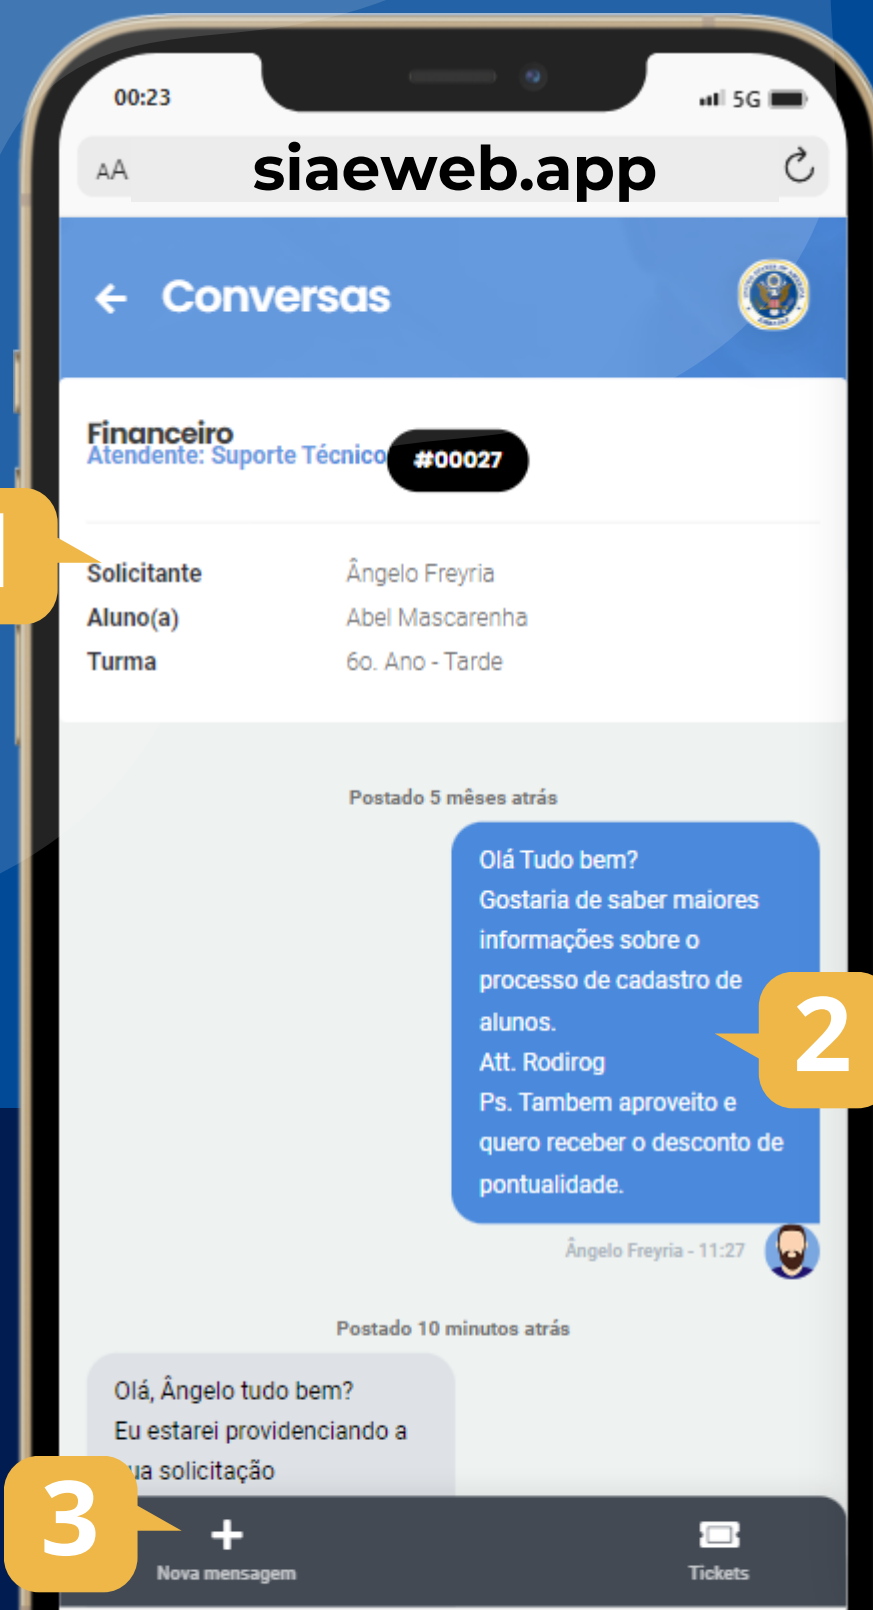 00:23
5G
AA
siaeweb.app
Conversas
Financeiro
Atendente: Suporte Técnico
#00027
Solicitante Ângelo Freyria
Aluno(a) Abel Mascarenha
Turma 6o. Ano - Tarde
Postado 5 mêses atrás
Olá Tudo bem?
Gostaria de saber maiores
informações sobre o
processo de cadastro de
alunos.
Att. Rodirog
Ps. Tambem aproveito e
quero receber o desconto de
pontualidade.
2
Ângelo Freyria - 11:27
Postado 10 minutos atrás
Olá, Ângelo tudo bem?
Eu estarei providenciando a
ua solicitação
3
Nova mensagem
Tickets